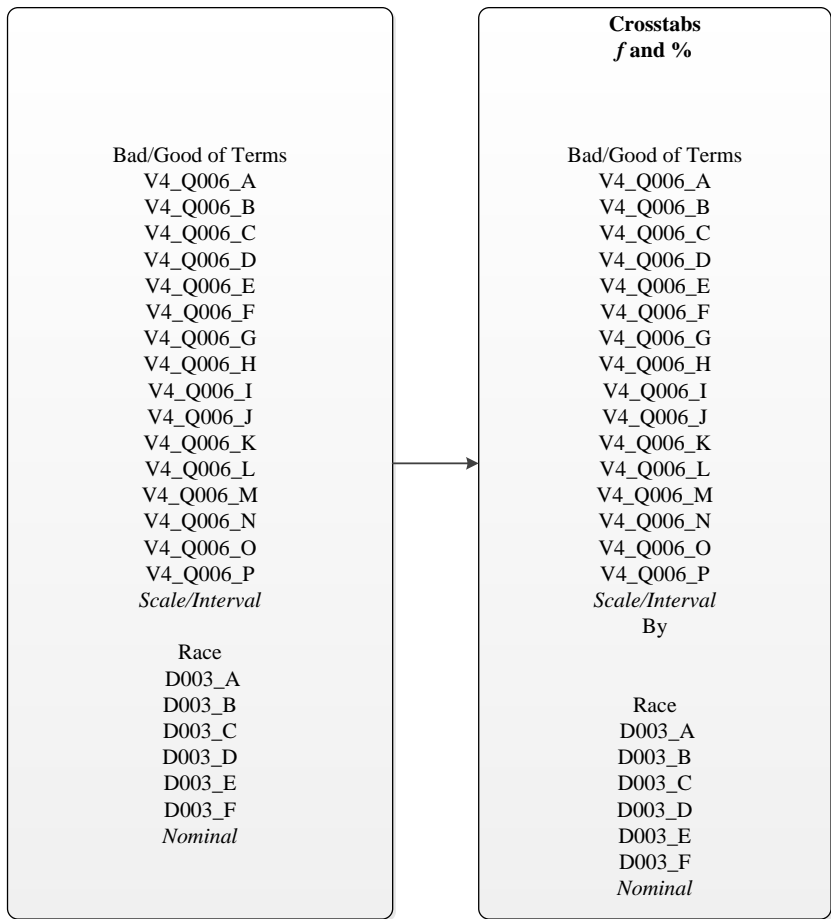 Bad/Good of Terms
V4_Q006_A
V4_Q006_B
V4_Q006_C
V4_Q006_D
V4_Q006_E
V4_Q006_F
V4_Q006_G
V4_Q006_H
V4_Q006_I
V4_Q006_J
V4_Q006_K
V4_Q006_L
V4_Q006_M
V4_Q006_N
V4_Q006_O
V4_Q006_P
Scale/Interval
Race
D003_A
D003_B
D003_C
D003_D
D003_E
D003_F
Nominal
Crosstabs
f and %
Bad/Good of Terms
V4_Q006_A
V4_Q006_B
V4_Q006_C
V4_Q006_D
V4_Q006_E
V4_Q006_F
V4_Q006_G
V4_Q006_H
V4_Q006_I
V4_Q006_J
V4_Q006_K
V4_Q006_L
V4_Q006_M
V4_Q006_N
V4_Q006_O
V4_Q006_P
Scale/Interval
By
Race
D003_A
D003_B
D003_C
D003_D
D003_E
D003_F
Nominal